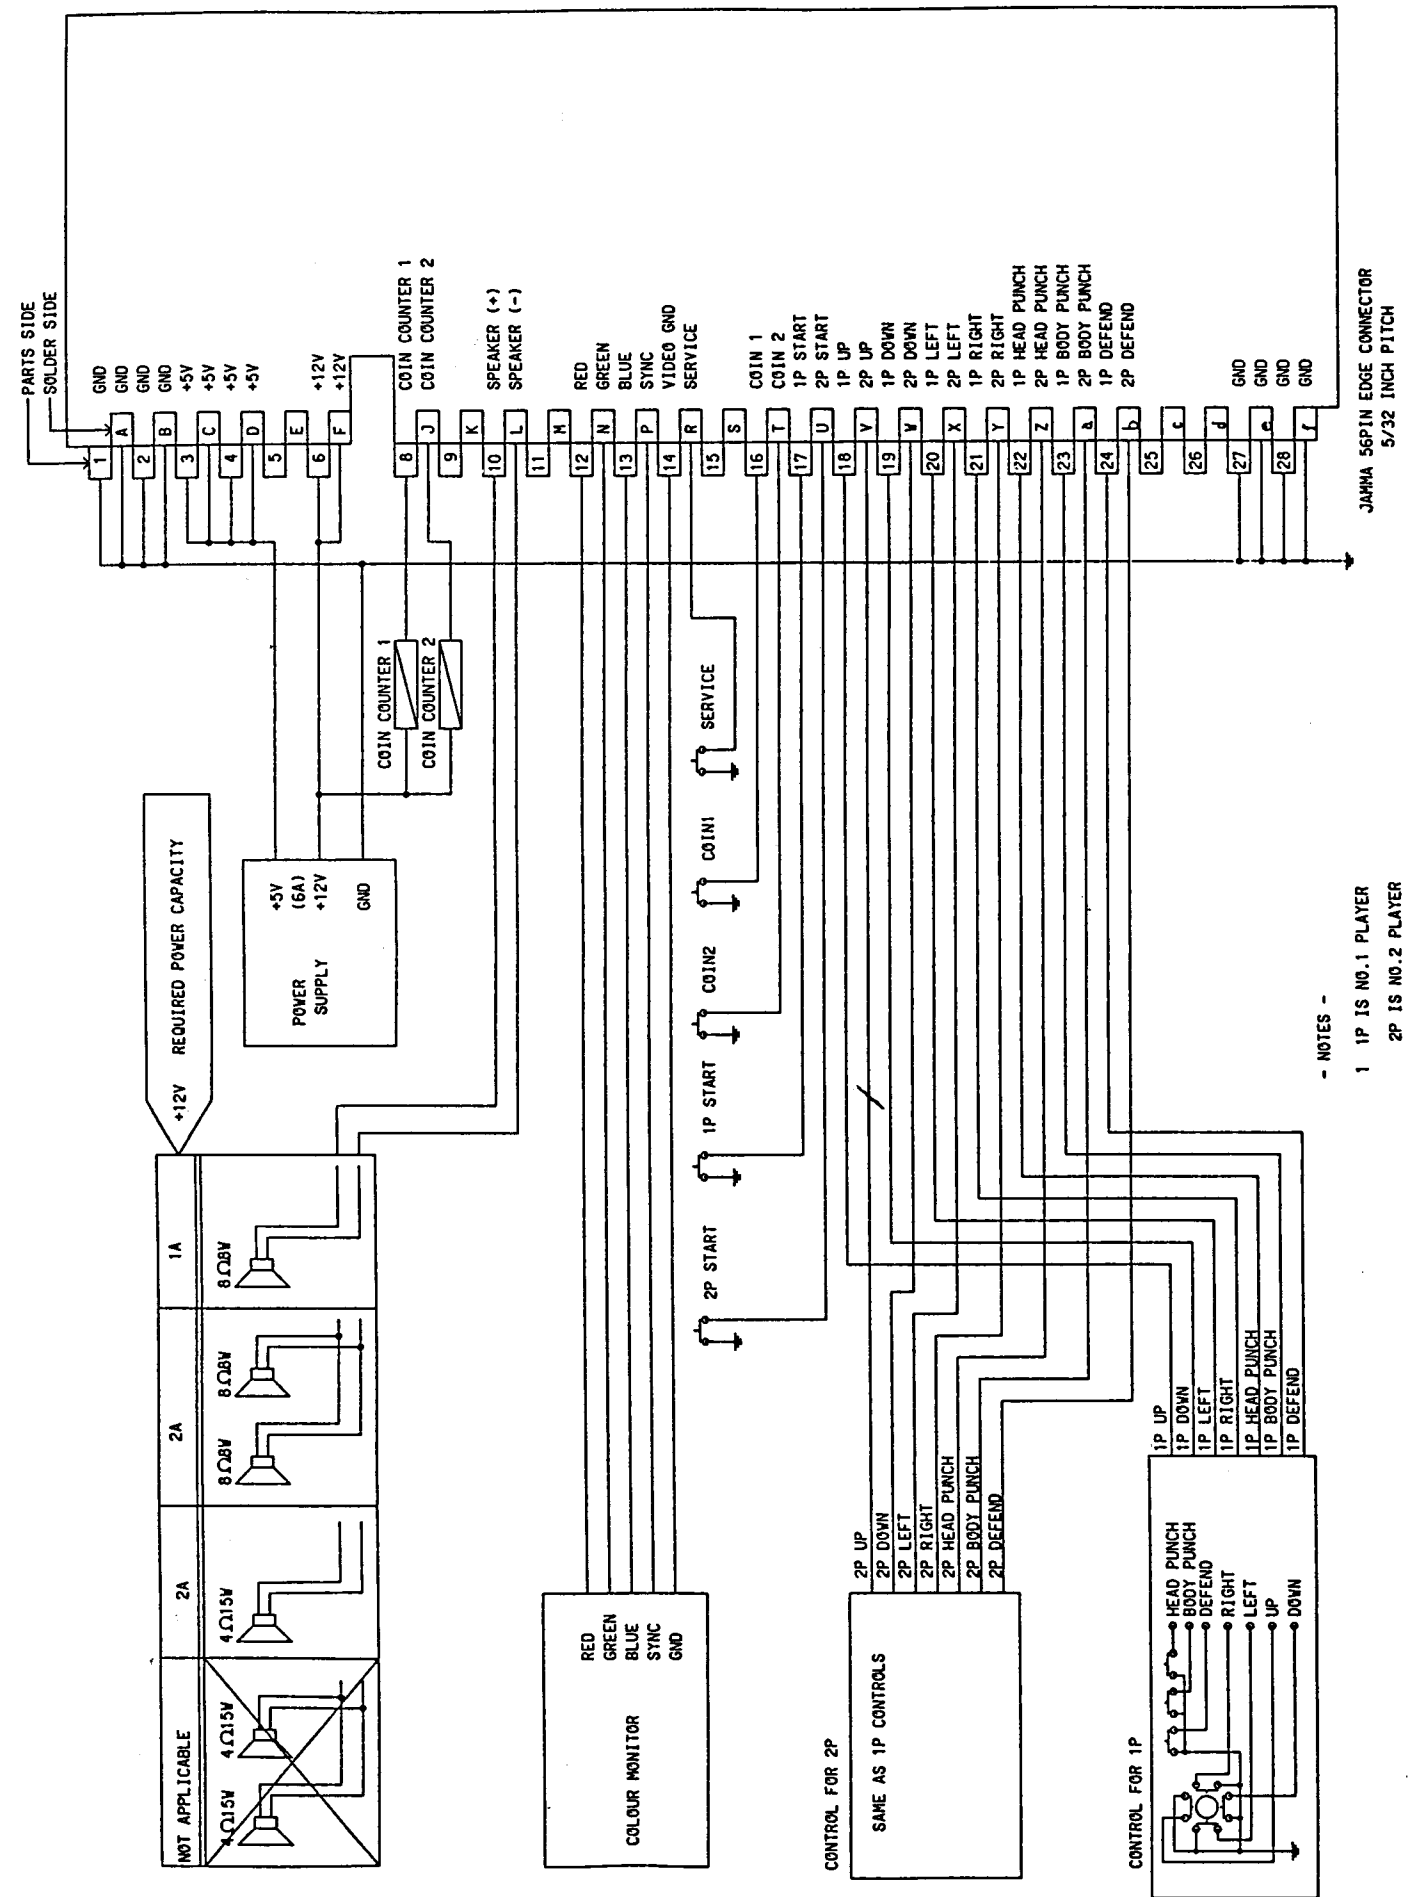 PARTS SIDE
SOLDER SIDE
1 GND
A GND
2 GND
B GND
3 +5V
C +5V
4 +5V
D +5V
5
E
6 +12V
F +12V
8 COIN COUNTER 1
J COIN COUNTER 2
9
K
10 SPEAKER (+)
L SPEAKER (-)
11
M
12 RED
N GREEN
13 BLUE
P SYNC
14 VIDEO GND
R SERVICE
15
S
16 COIN 1
T COIN 2
17 1P START
U 2P START
18 1P UP
V 2P UP
19 1P DOWN
W 2P DOWN
20 1P LEFT
X 2P LEFT
21 1P RIGHT
Y 2P RIGHT
22 1P HEAD PUNCH
Z 2P HEAD PUNCH
23 1P BODY PUNCH
a 2P BODY PUNCH
24 1P DEFEND
b 2P DEFEND
25
c
26
d
27 GND
e GND
28 GND
f GND
JAMMA 56PIN EDGE CONNECTOR
5/32 INCH PITCH
COIN COUNTER 1
COIN COUNTER 2
SERVICE
COIN1
COIN2
1P START
2P START
+12V REQUIRED POWER CAPACITY
POWER
SUPPLY
+5V
(6A)
+12V
GND
1A
8Ω8W
2A
8Ω8W
8Ω8W
2A
4Ω15W
NOT APPLICABLE
4Ω15W
4Ω15W
COLOUR MONITOR
RED
GREEN
BLUE
SYNC
GND
CONTROL FOR 2P
SAME AS 1P CONTROLS
2P UP
2P DOWN
2P LEFT
2P RIGHT
2P HEAD PUNCH
2P BODY PUNCH
2P DEFEND
CONTROL FOR 1P
HEAD PUNCH
BODY PUNCH
DEFEND
RIGHT
LEFT
UP
DOWN
1P UP
1P DOWN
1P LEFT
1P RIGHT
1P HEAD PUNCH
1P BODY PUNCH
1P DEFEND
- NOTES -
1 1P IS NO.1 PLAYER
2P IS NO.2 PLAYER